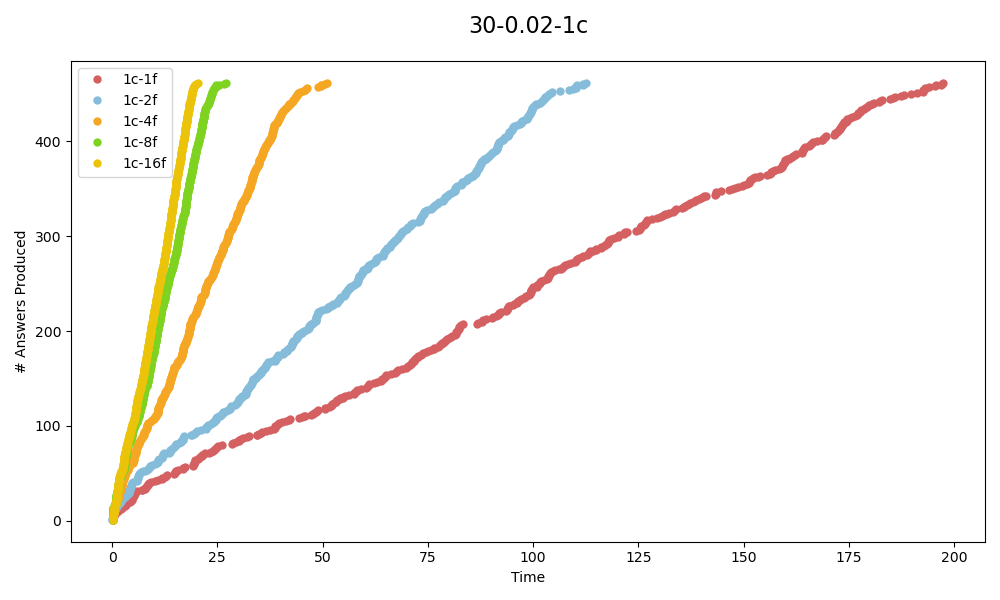 30-0.02-1c
1c-1f
1c-2f
1c-4f
1c-8f
1c-16f
# Answers Produced
400
300
200
100
0
0 25 50 75 100 125 150 175 200
Time